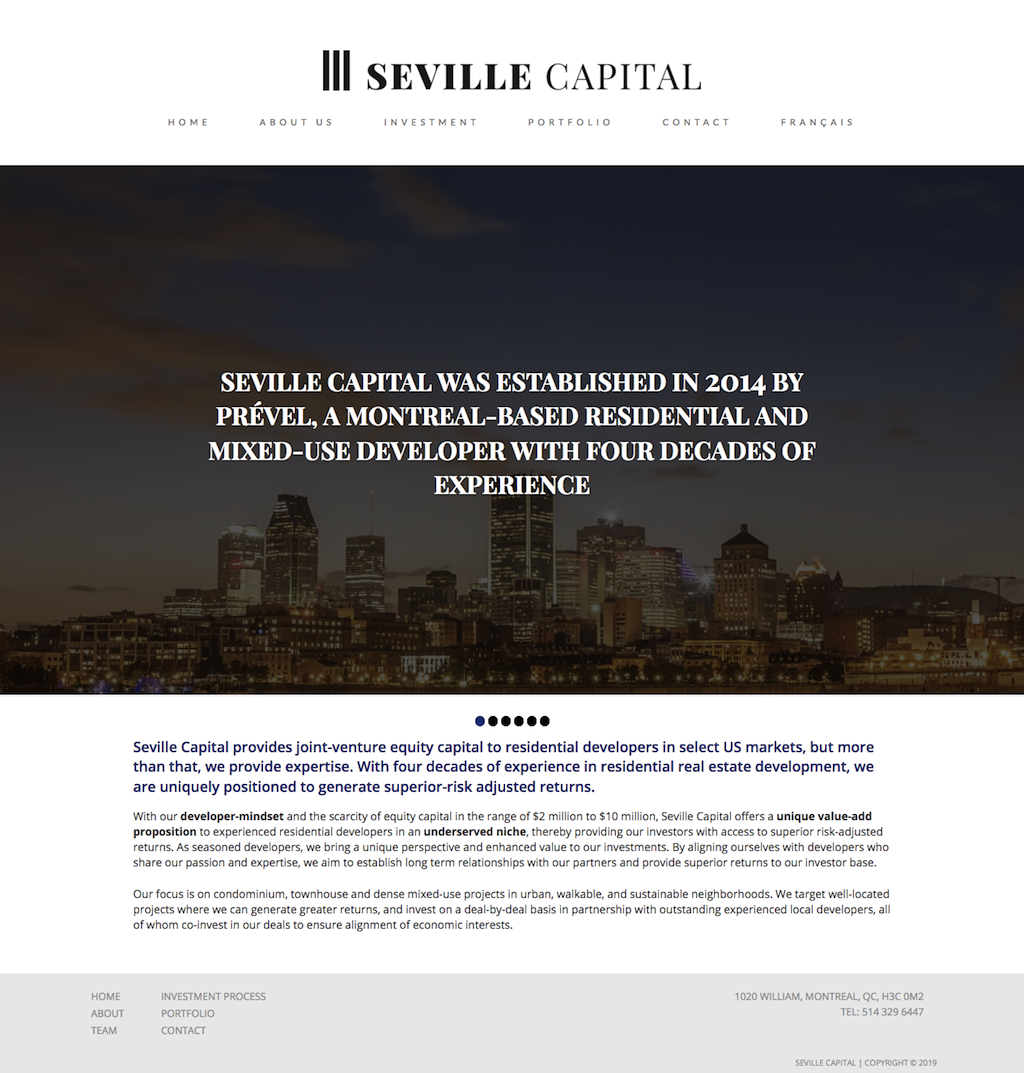 SEVILLE CAPITAL
HOME ABOUT US INVESTMENT PORTFOLIO CONTACT FRANÇAIS
SEVILLE CAPITAL WAS ESTABLISHED IN 2014 BY
PRÉVEL, A MONTREAL-BASED RESIDENTIAL AND
MIXED-USE DEVELOPER WITH FOUR DECADES OF
EXPERIENCE
Seville Capital provides joint-venture equity capital to residential developers in select US markets, but more
than that, we provide expertise. With four decades of experience in residential real estate development, we
are uniquely positioned to generate superior-risk adjusted returns.
With our developer-mindset and the scarcity of equity capital in the range of $2 million to $10 million, Seville Capital offers a unique value-add
proposition to experienced residential developers in an underserved niche, thereby providing our investors with access to superior risk-adjusted
returns. As seasoned developers, we bring a unique perspective and enhanced value to our investments. By aligning ourselves with developers who
share our passion and expertise, we aim to establish long term relationships with our partners and provide superior returns to our investor base.
Our focus is on condominium, townhouse and dense mixed-use projects in urban, walkable, and sustainable neighborhoods. We target well-located
projects where we can generate greater returns, and invest on a deal-by-deal basis in partnership with outstanding experienced local developers, all
of whom co-invest in our deals to ensure alignment of economic interests.
HOME INVESTMENT PROCESS
ABOUT PORTFOLIO
TEAM CONTACT
1020 WILLIAM, MONTREAL, QC, H3C 0M2
TEL: 514 329 6447
SEVILLE CAPITAL | COPYRIGHT © 2019